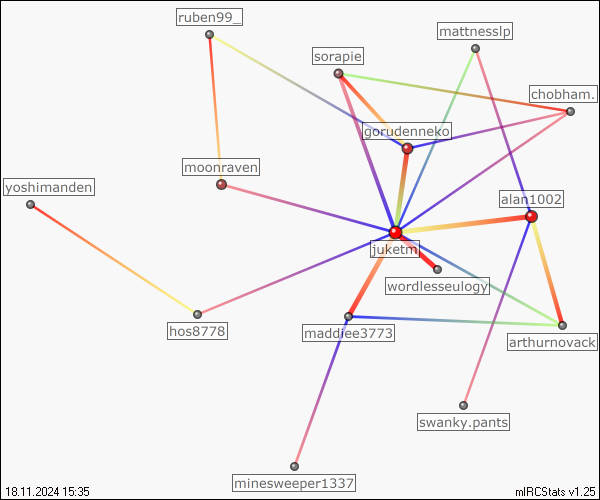 ruben99_
mattnesslp
sorapie
chobham.
gorudenneko
moonraven
yoshimanden
alan1002
juketm
wordlesseulogy
hos8778
maddiee3773
arthurnovack
swanky.pants
minesweeper1337
18.11.2024 15:35
mIRCStats v1.25